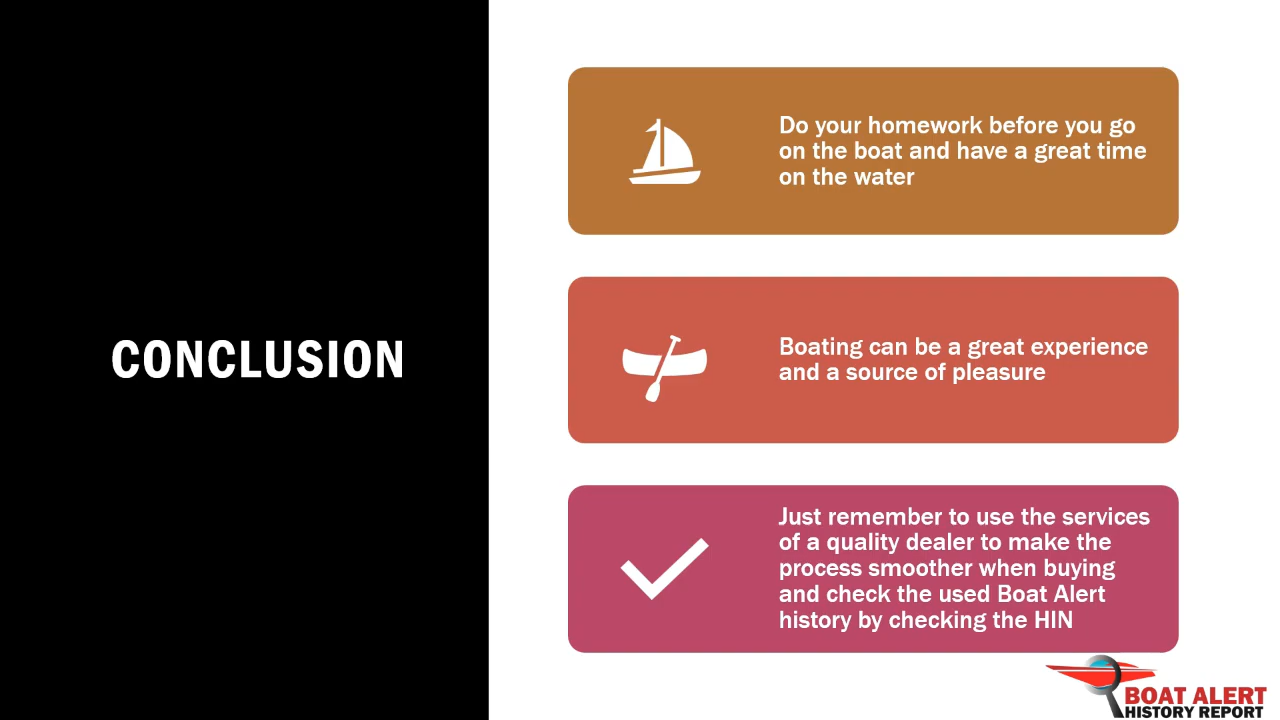 CONCLUSION
Do your homework before you go
on the boat and have a great time
on the water
Boating can be a great experience
and a source of pleasure
Just remember to use the services
of a quality dealer to make the
process smoother when buying
and check the used Boat Alert
history by checking the HIN
BOAT ALERT
HISTORY REPORT